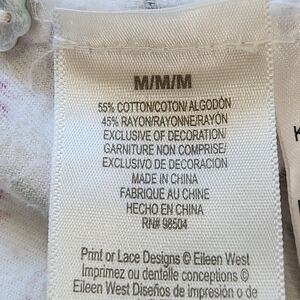 M/M/M
55% COTTON/COTON/ ALGODÓN
45% RAYON/RAYONNE/RAYÓN
EXCLUSIVE OF DECORATION/
GARNITURE NON COMPRISE/
EXCLUSIVO DE DECORACION
MADE IN CHINA
FABRIQUE AU CHINE
HECHO EN CHINA
RN# 98504
Print or Lace Designs © Eileen West
Imprimez ou dentelle conceptions ©
Eileen West Diseños de impresión o de
K